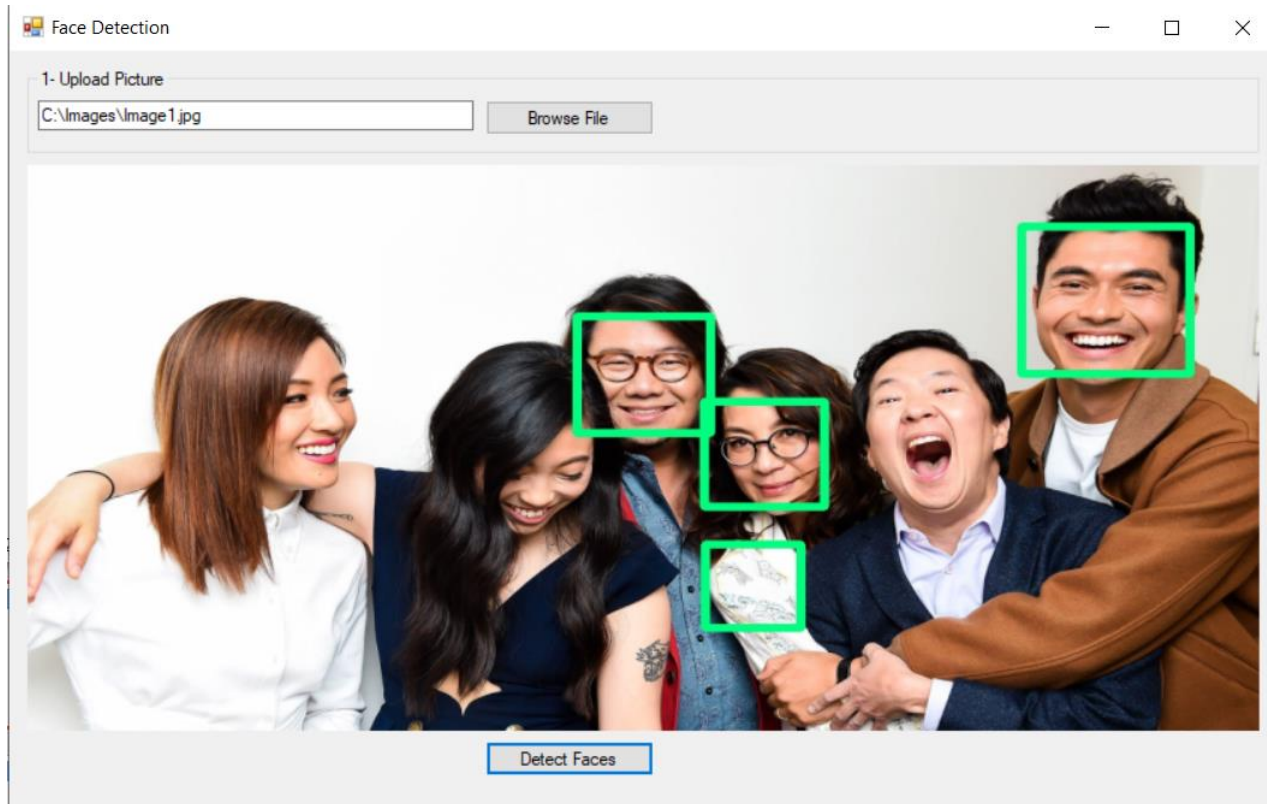 Face Detection
1- Upload Picture
C:\Images\Image1.jpg
Browse File
Detect Faces